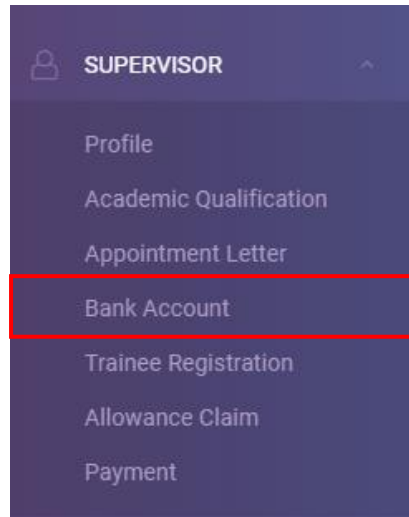 SUPERVISOR
Profile
Academic Qualification
Appointment Letter
Bank Account
Trainee Registration
Allowance Claim
Payment